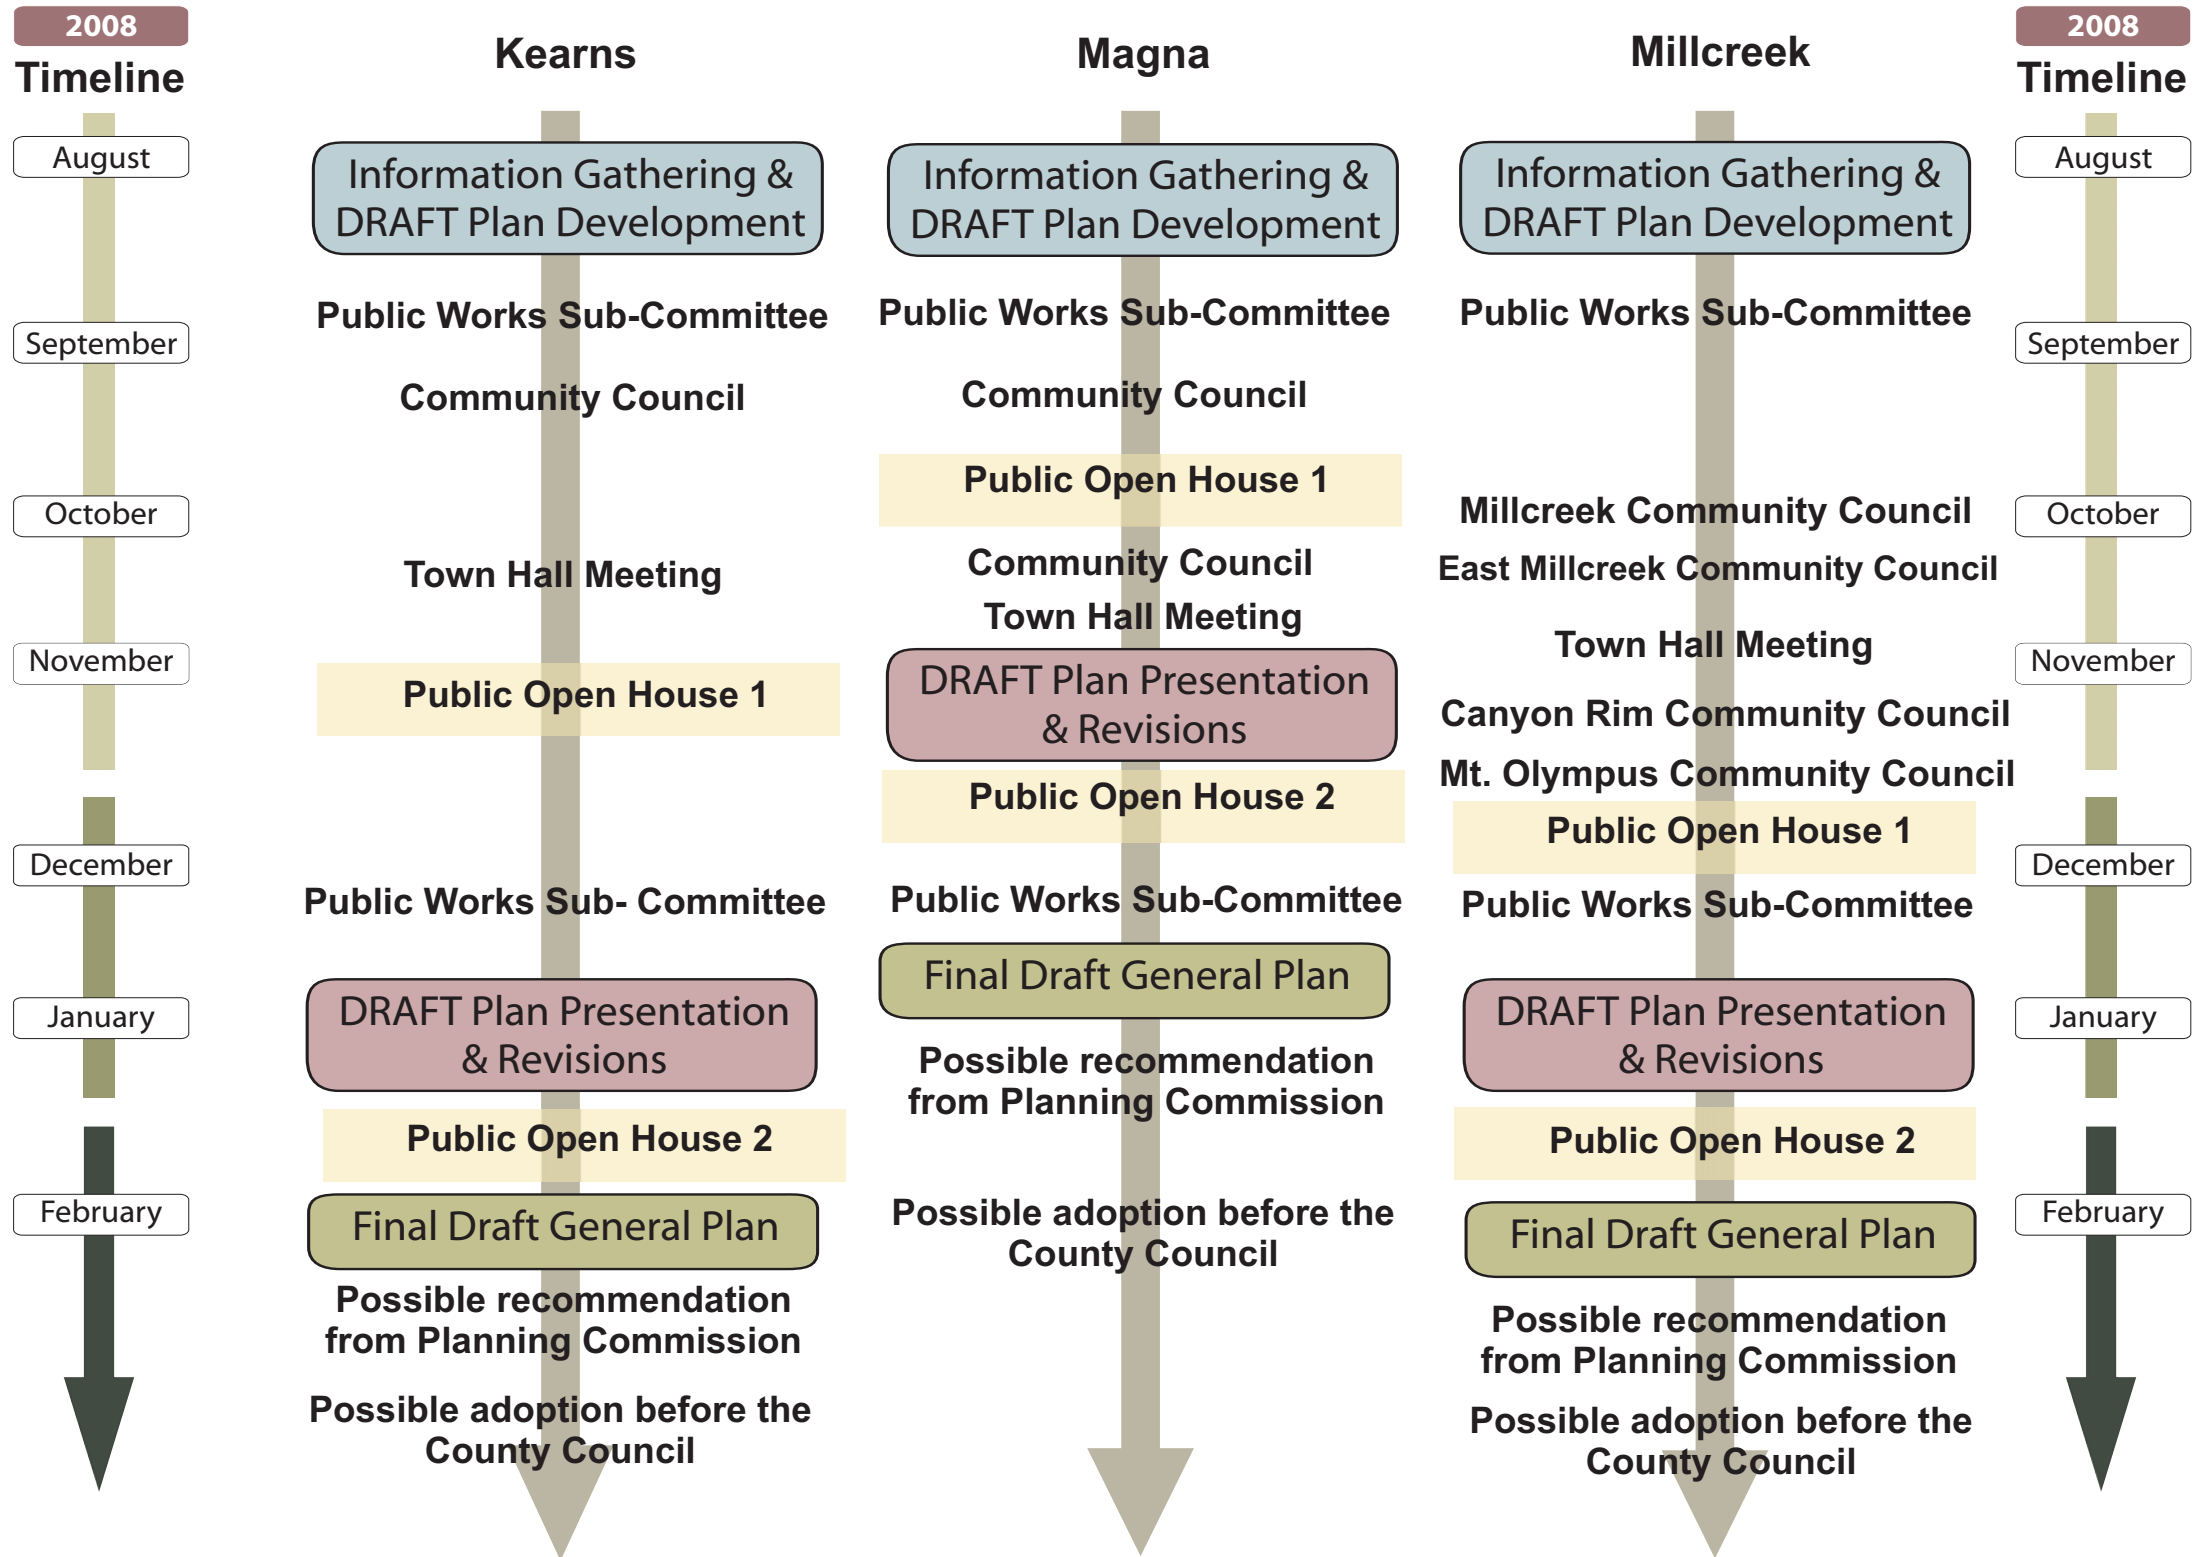 2008
Timeline
August
September
October
November
December
January
February
Kearns
Information Gathering &
DRAFT Plan Development
Public Works Sub-Committee
Community Council
Town Hall Meeting
Public Open House 1
Public Works Sub- Committee
DRAFT Plan Presentation
& Revisions
Public Open House 2
Final Draft General Plan
Possible recommendation
from Planning Commission
Possible adoption before the
County Council
Magna
Information Gathering &
DRAFT Plan Development
Public Works Sub-Committee
Community Council
Public Open House 1
Community Council
Town Hall Meeting
DRAFT Plan Presentation
& Revisions
Public Open House 2
Public Works Sub-Committee
Final Draft General Plan
Possible recommendation
from Planning Commission
Possible adoption before the
County Council
Millcreek
Information Gathering &
DRAFT Plan Development
Public Works Sub-Committee
Millcreek Community Council
East Millcreek Community Council
Town Hall Meeting
Canyon Rim Community Council
Mt. Olympus Community Council
Public Open House 1
Public Works Sub-Committee
DRAFT Plan Presentation
& Revisions
Public Open House 2
Final Draft General Plan
Possible recommendation
from Planning Commission
Possible adoption before the
County Council
2008
Timeline
August
September
October
November
December
January
February